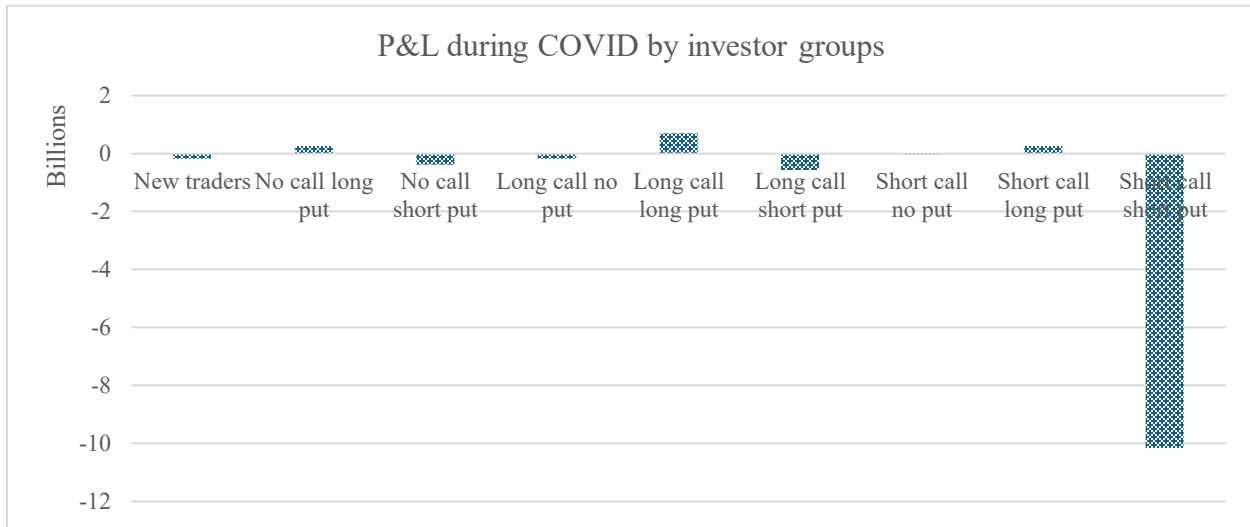 P&L during COVID by investor groups
Billions
2
0
-2
-4
-6
-8
-10
-12
New traders
No call long
put
No call
short put
Long call no
put
Long call
long put
Long call
short put
Short call
no put
Short call
long put
Short call
short put